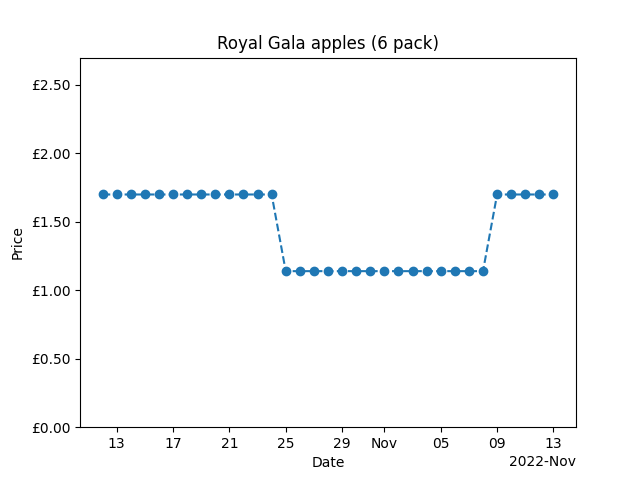 Royal Gala apples (6 pack)
£2.50
£2.00
£1.50
£1.00
£0.50
£0.00
Price
13 17 21 25 29 Nov 05 09 13
Date
2022-Nov